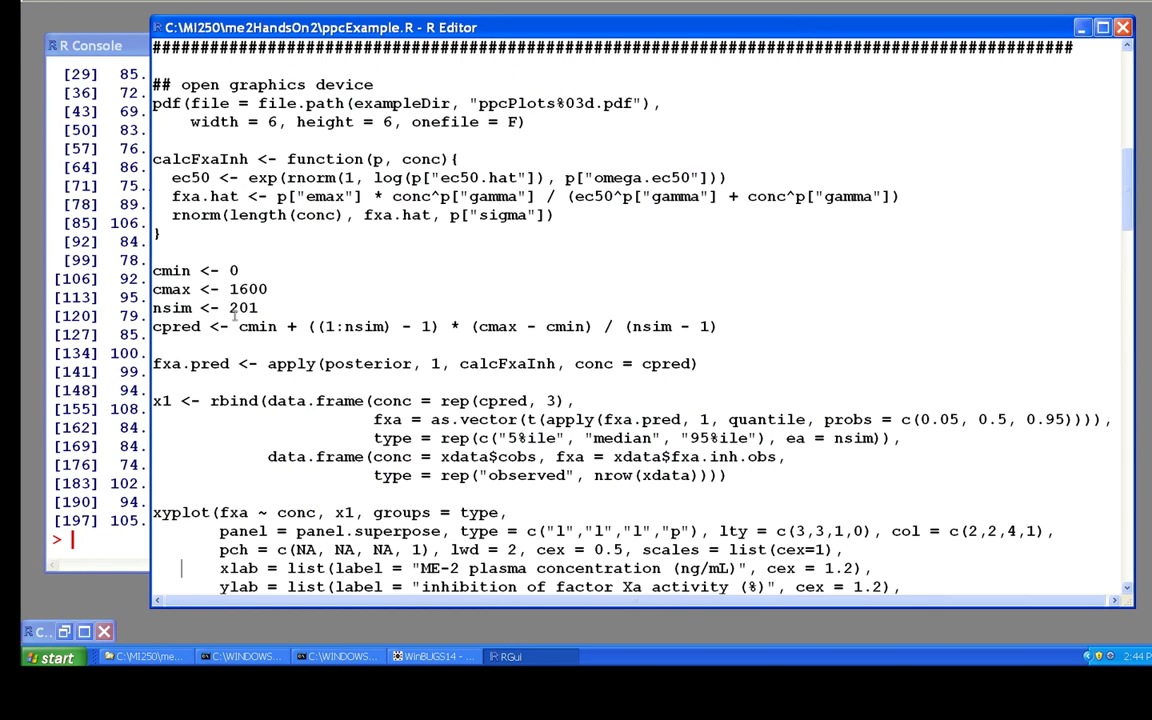 C:\MI250\me2HandsOn2\ppcExample.R - R Editor
R Console
[29] 85.
[36] 72.
[43] 69.
[50] 83.
[57] 76.
[64] 86.
[71] 75.
[78] 89.
[85] 106.
[92] 84.
[99] 78.
[106] 92.
[113] 95.
[120] 79.
[127] 85.
[134] 100.
[141] 99.
[148] 94.
[155] 108.
[162] 84.
[169] 84.
[176] 74.
[183] 102.
[190] 94.
[197] 105.
>
################################################################################################
## open graphics device
pdf(file = file.path(exampleDir, "ppcPlots%03d.pdf"),
width = 6, height = 6, onefile = F)
calcFxaInh <- function(p, conc){
ec50 <- exp(rnorm(1, log(p["ec50.hat"]), p["omega.ec50"]))
fxa.hat <- p["emax"] * conc^p["gamma"] / (ec50^p["gamma"] + conc^p["gamma"])
rnorm(length(conc), fxa.hat, p["sigma"])
}
cmin <- 0
cmax <- 1600
nsim <- 201
cpred <- cmin + ((1:nsim) - 1) * (cmax - cmin) / (nsim - 1)
fxa.pred <- apply(posterior, 1, calcFxaInh, conc = cpred)
x1 <- rbind(data.frame(conc = rep(cpred, 3),
fxa = as.vector(t(apply(fxa.pred, 1, quantile, probs = c(0.05, 0.5, 0.95)))),
type = rep(c("5%ile", "median", "95%ile"), ea = nsim)),
data.frame(conc = xdata$cobs, fxa = xdata$fxa.inh.obs,
type = rep("observed", nrow(xdata))))
xyplot(fxa ~ conc, x1, groups = type,
panel = panel.superpose, type = c("l","l","l","p"), lty = c(3,3,1,0), col = c(2,2,4,1),
pch = c(NA, NA, NA, 1), lwd = 2, cex = 0.5, scales = list(cex=1),
xlab = list(label = "ME-2 plasma concentration (ng/mL)", cex = 1.2),
ylab = list(label = "inhibition of factor Xa activity (%)", cex = 1.2),
C..
start
C:\MI250\me...
C:\WINDOWS...
C:\WINDOWS...
WinBUGS14 - ...
RGui
2:44 P